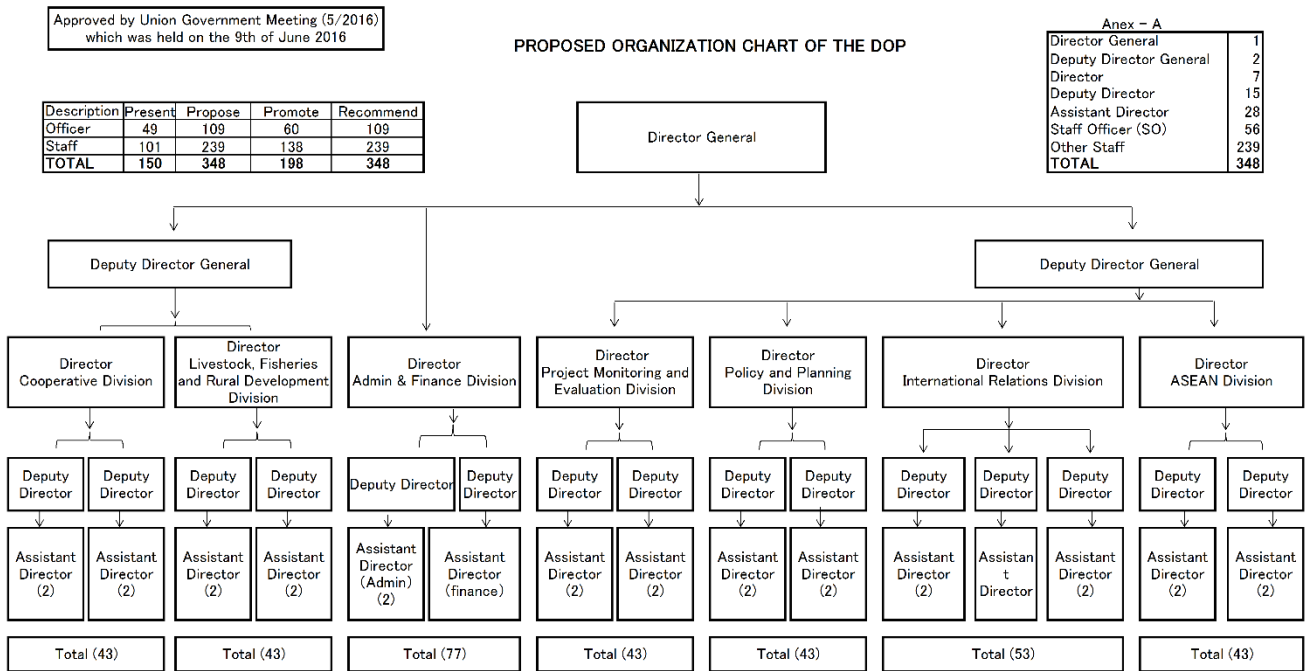 Approved by Union Government Meeting (5/2016)
which was held on the 9th of June 2016
PROPOSED ORGANIZATION CHART OF THE DOP
Anex - A
Director General 1
Deputy Director General 2
Director 7
Deputy Director 15
Assistant Director 28
Staff Officer (SO) 56
Other Staff 239
TOTAL 348
Description Present Propose Promote Recommend
Officer 49 109 60 109
Staff 101 239 138 239
TOTAL 150 348 198 348
Director General
Deputy Director General
Deputy Director General
Director
Cooperative Division
Director
Livestock, Fisheries
and Rural Development
Division
Director
Admin & Finance Division
Director
Project Monitoring and
Evaluation Division
Director
Policy and Planning
Division
Director
International Relations Division
Director
ASEAN Division
Deputy
Director
Deputy
Director
Deputy
Director
Deputy
Director
Deputy Director
Deputy
Director
Deputy
Director
Deputy
Director
Deputy
Director
Deputy
Director
Deputy
Director
Deputy
Director
Deputy
Director
Deputy
Director
Deputy
Director
Assistant
Director
(2)
Assistant
Director
(2)
Assistant
Director
(2)
Assistant
Director
(2)
Assistant
Director
(Admin)
(2)
Assistant
Director
(finance)
Assistant
Director
(2)
Assistant
Director
(2)
Assistant
Director
(2)
Assistant
Director
(2)
Assistant
Director
(2)
Assistan
t
Director
Assistant
Director
(2)
Assistant
Director
(2)
Assistant
Director
(2)
Total (43)
Total (43)
Total (77)
Total (43)
Total (43)
Total (53)
Total (43)